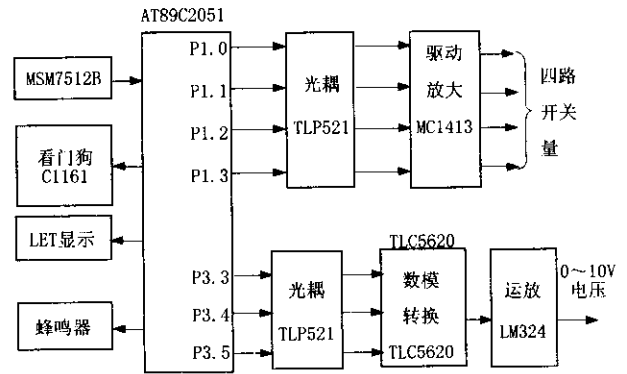 AT89C2051
MSM7512B
看门狗
C1161
LET显示
蜂鸣器
P1.0
P1.1
P1.2
P1.3
P3.3
P3.4
P3.5
光耦
TLP521
驱动
放大
MC1413
四路
开关
量
光耦
TLP521
TLC5620
数模
转换
TLC5620
运放
LM324
0～10V
电压